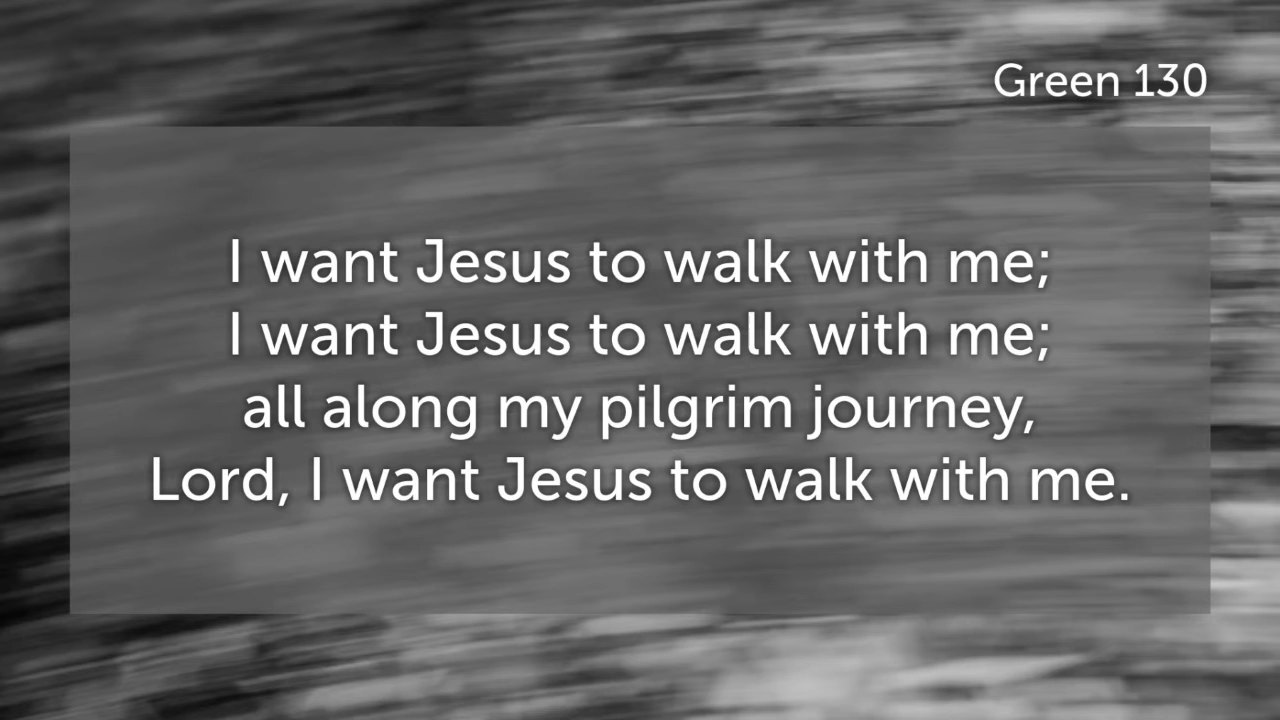 Green 130
I want Jesus to walk with me;
I want Jesus to walk with me;
all along my pilgrim journey,
Lord, I want Jesus to walk with me.